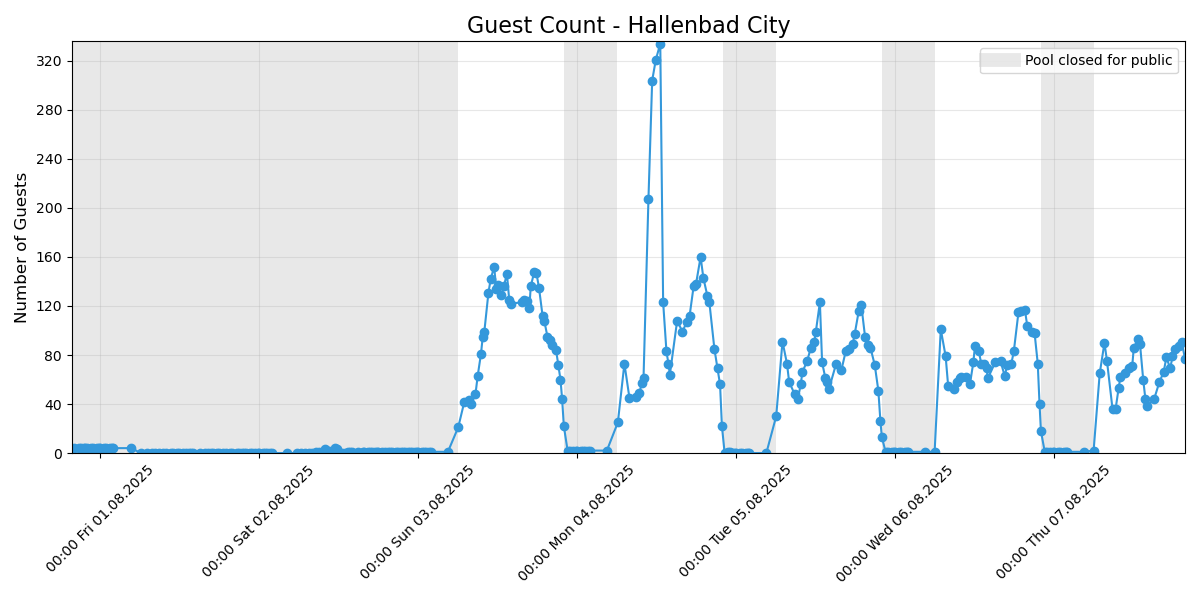 Guest Count - Hallenbad City
Pool closed for public
Number of Guests
320
280
240
200
160
120
80
40
0
00:00 Fri 01.08.2025
00:00 Sat 02.08.2025
00:00 Sun 03.08.2025
00:00 Mon 04.08.2025
00:00 Tue 05.08.2025
00:00 Wed 06.08.2025
00:00 Thu 07.08.2025